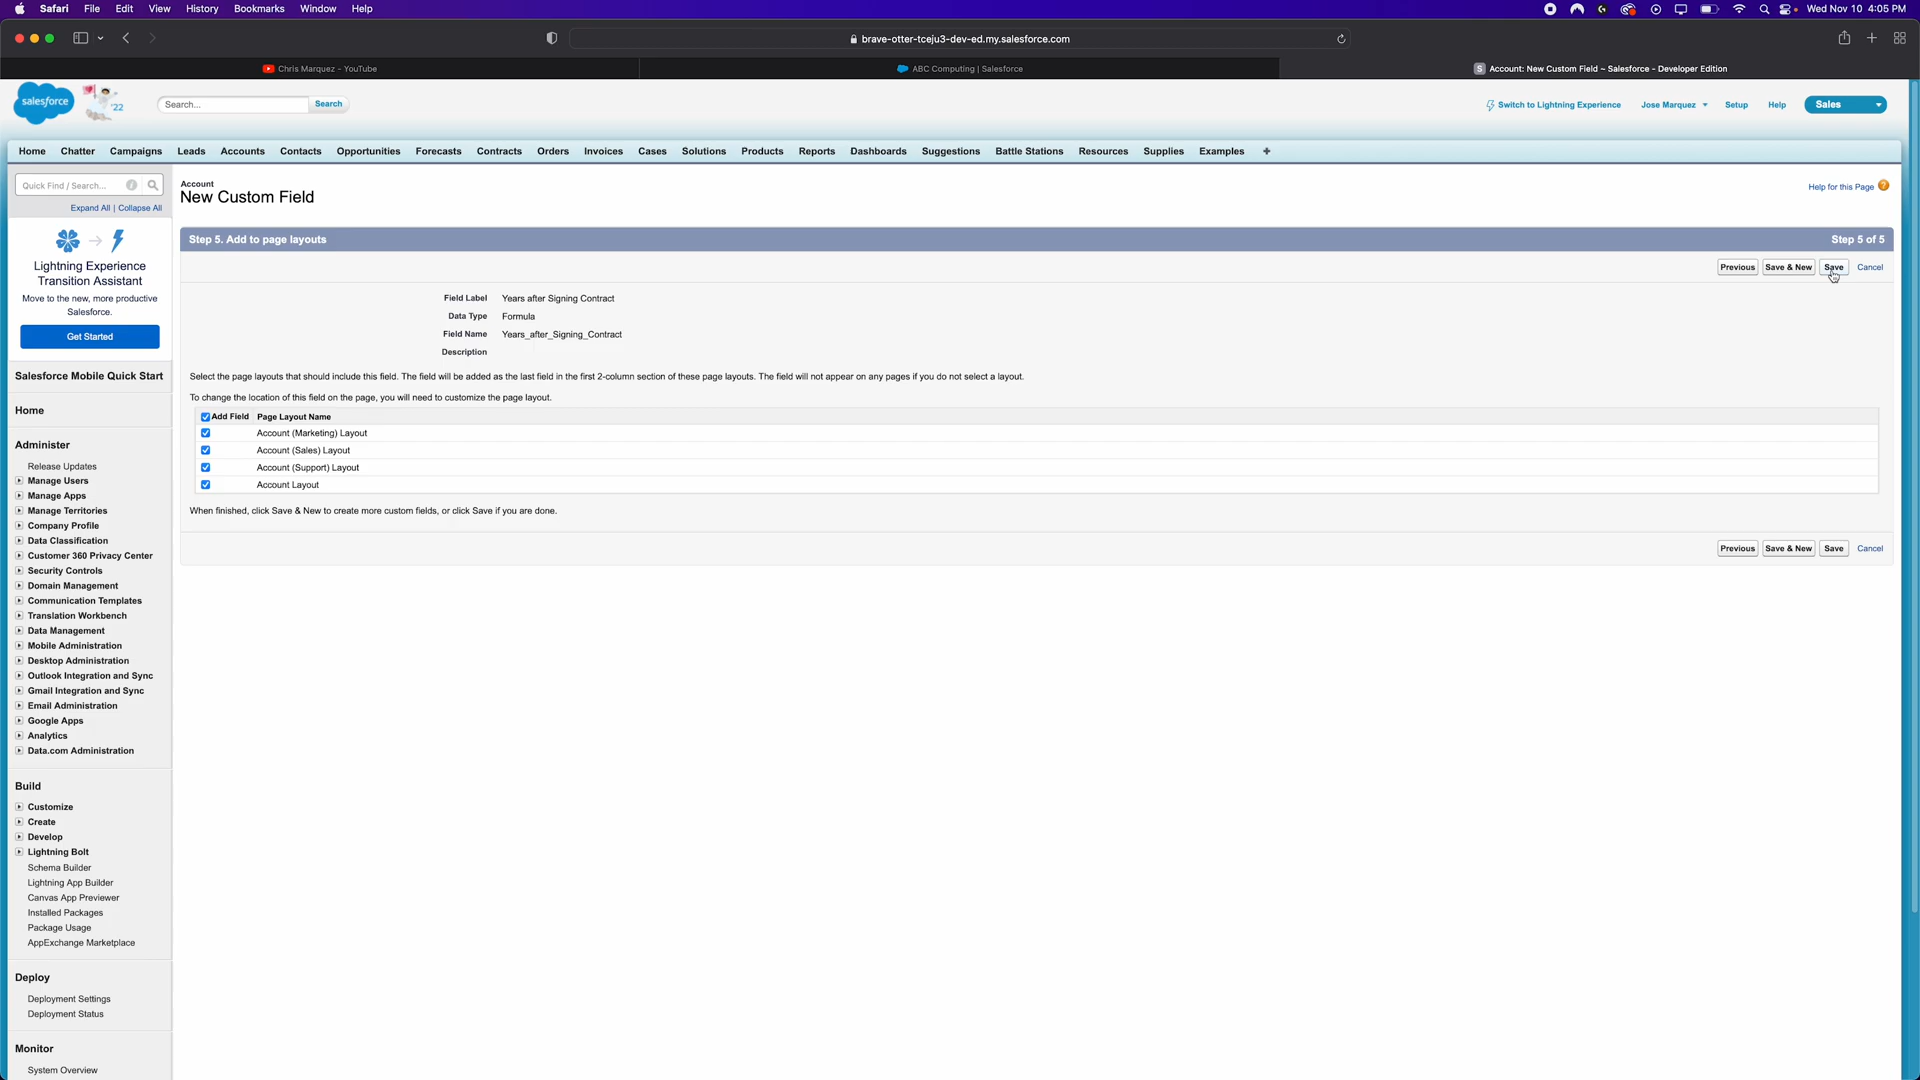 Safari File Edit View History Bookmarks Window Help Wed Nov 10 4:05 PM
brave-otter-tceju3-dev-ed.my.salesforce.com
Chris Marquez - YouTube ABC Computing | Salesforce S Account: New Custom Field ~ Salesforce - Developer Edition
salesforce '22 Search... Search Switch to Lightning Experience Jose Marquez Setup Help Sales
Home Chatter Campaigns Leads Accounts Contacts Opportunities Forecasts Contracts Orders Invoices Cases Solutions Products Reports Dashboards Suggestions Battle Stations Resources Supplies Examples +
Quick Find / Search... i
Expand All | Collapse All
Lightning Experience
Transition Assistant
Move to the new, more productive
Salesforce.
Get Started
Salesforce Mobile Quick Start
Home
Administer
Release Updates
Manage Users
Manage Apps
Manage Territories
Company Profile
Data Classification
Customer 360 Privacy Center
Security Controls
Domain Management
Communication Templates
Translation Workbench
Data Management
Mobile Administration
Desktop Administration
Outlook Integration and Sync
Gmail Integration and Sync
Email Administration
Google Apps
Analytics
Data.com Administration
Build
Customize
Create
Develop
Lightning Bolt
Schema Builder
Lightning App Builder
Canvas App Previewer
Installed Packages
Package Usage
AppExchange Marketplace
Deploy
Deployment Settings
Deployment Status
Monitor
System Overview
Account
New Custom Field
Help for this Page ?
Step 5. Add to page layouts Step 5 of 5
Previous Save & New Save Cancel
Field Label Years after Signing Contract
Data Type Formula
Field Name Years_after_Signing_Contract
Description
Select the page layouts that should include this field. The field will be added as the last field in the first 2-column section of these page layouts. The field will not appear on any pages if you do not select a layout.
To change the location of this field on the page, you will need to customize the page layout.
Add Field Page Layout Name
Account (Marketing) Layout
Account (Sales) Layout
Account (Support) Layout
Account Layout
When finished, click Save & New to create more custom fields, or click Save if you are done.
Previous Save & New Save Cancel